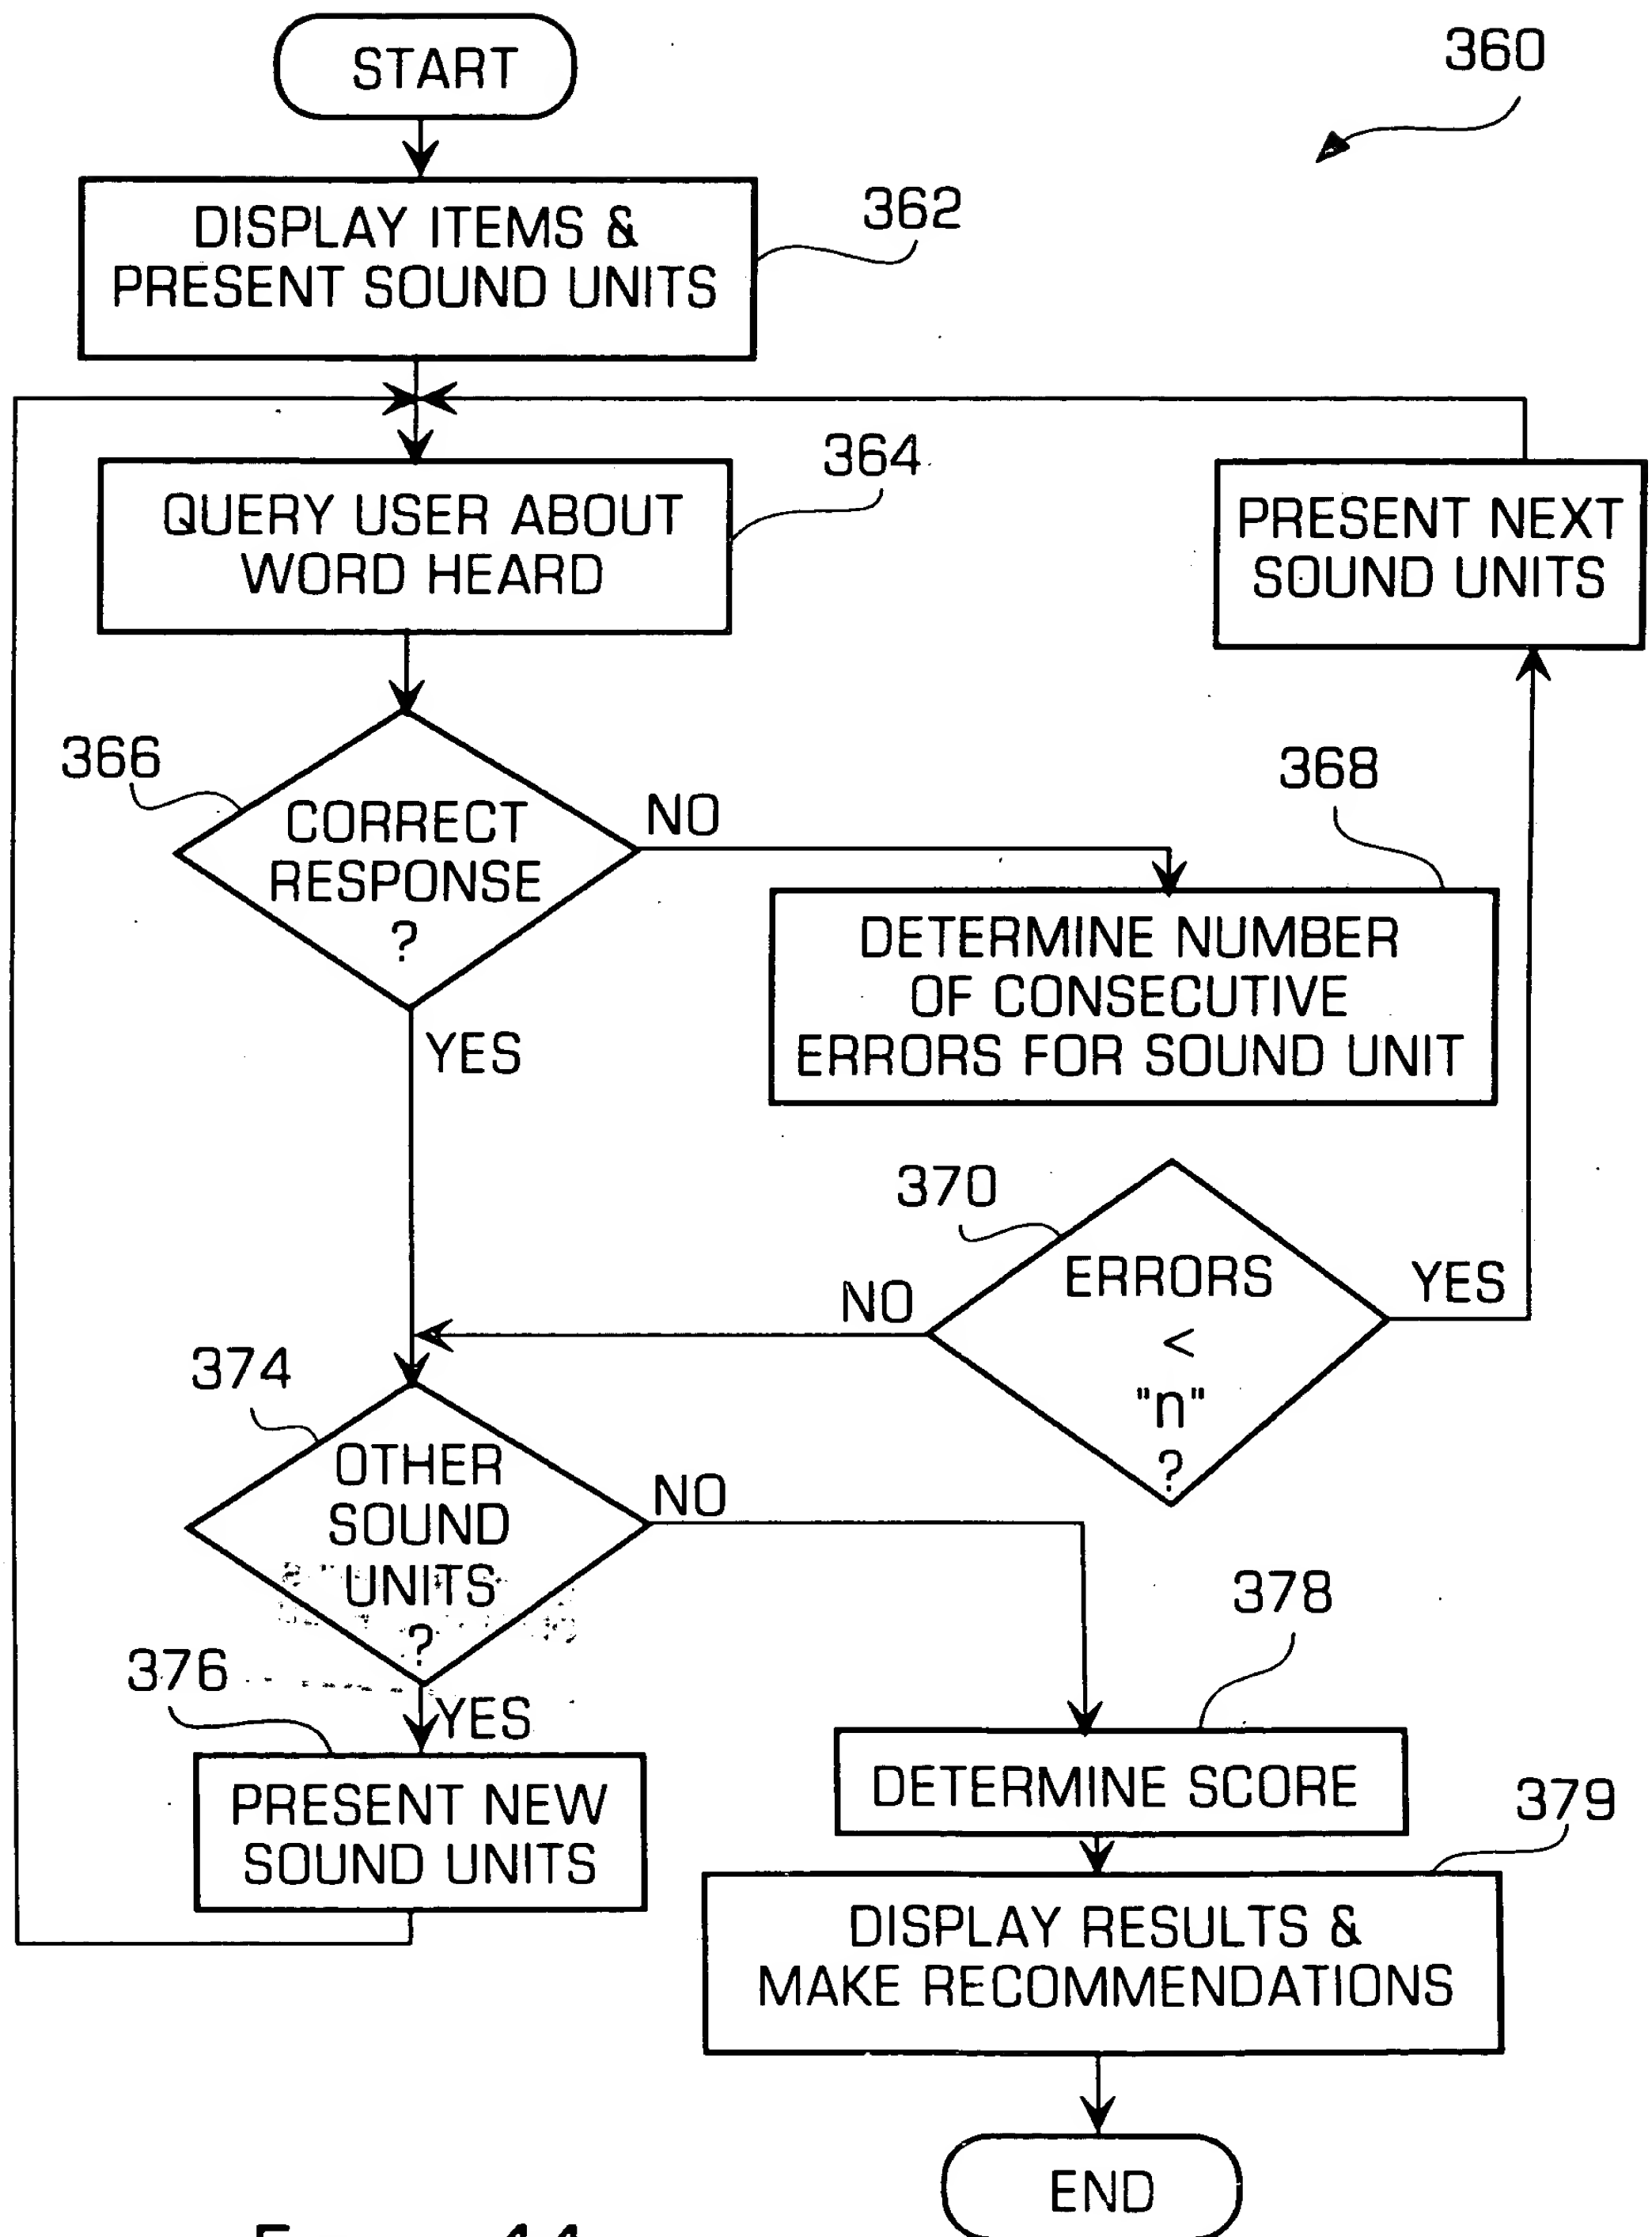 START
360
DISPLAY ITEMS &
PRESENT SOUND UNITS
362
QUERY USER ABOUT
WORD HEARD
364
PRESENT NEXT
SOUND UNITS
366
CORRECT
RESPONSE
?
NO
YES
368
DETERMINE NUMBER
OF CONSECUTIVE
ERRORS FOR SOUND UNIT
370
ERRORS
<
"n"
?
NO
YES
374
OTHER
SOUND
UNITS
?
NO
YES
376
PRESENT NEW
SOUND UNITS
378
DETERMINE SCORE
379
DISPLAY RESULTS &
MAKE RECOMMENDATIONS
END